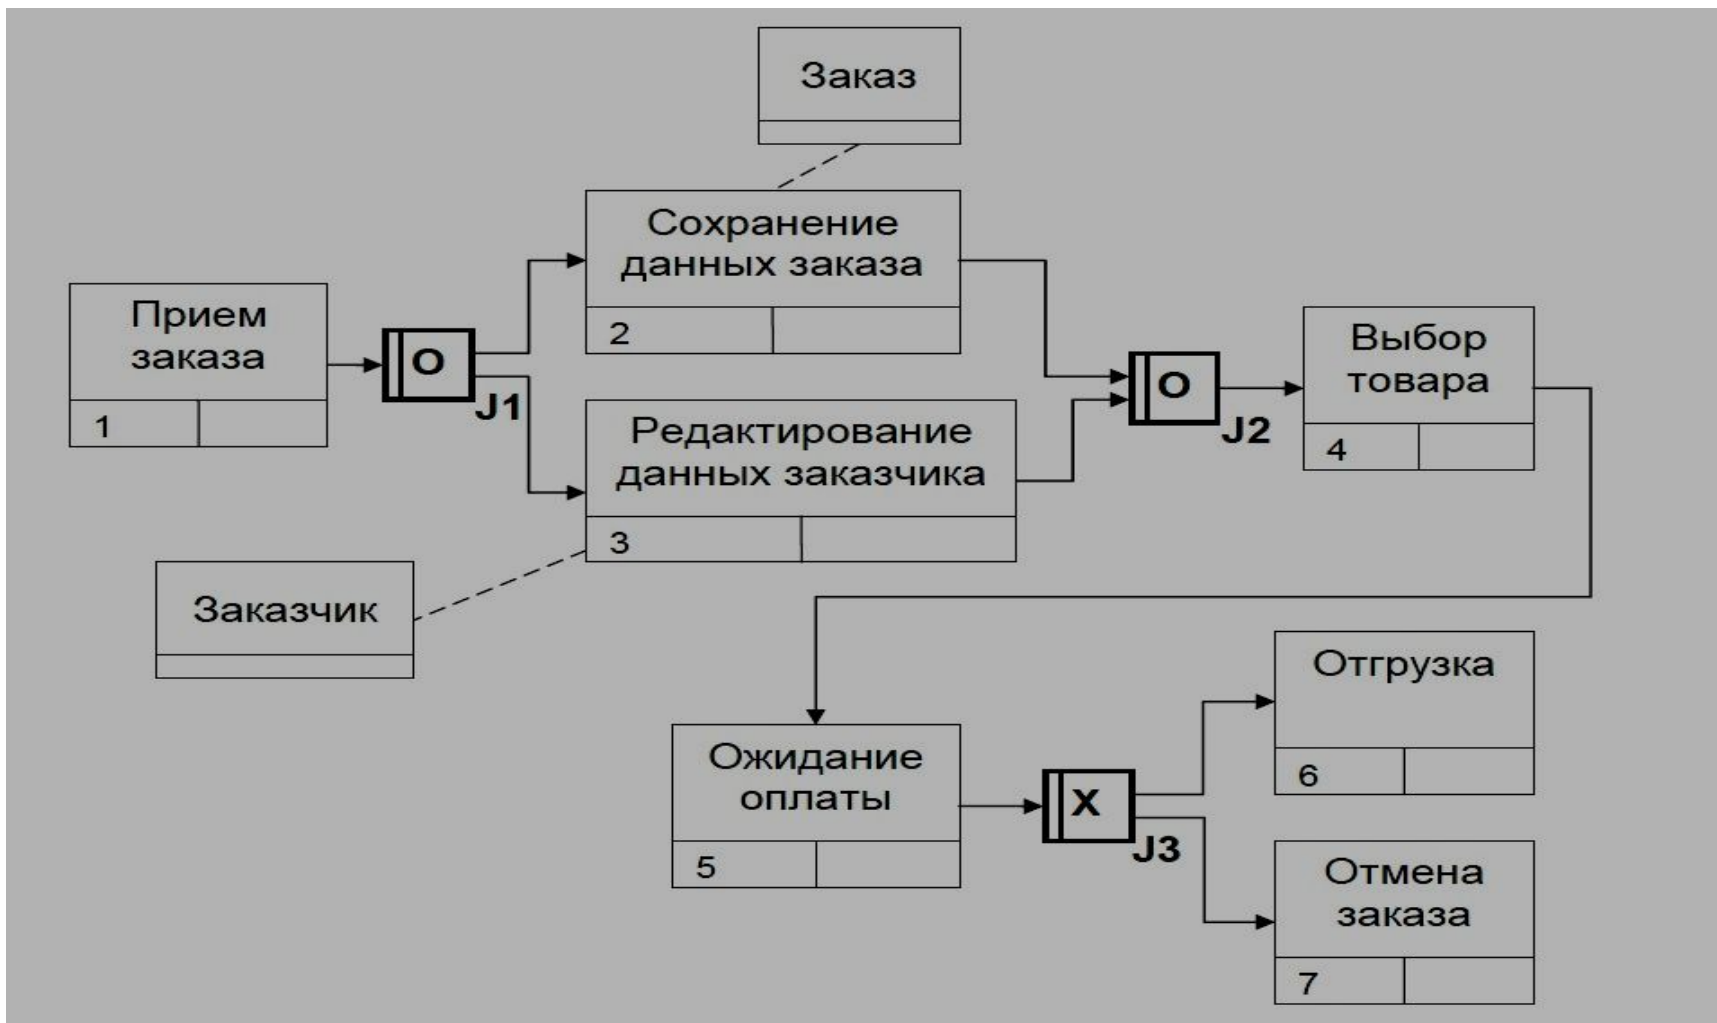 Заказ
Сохранение
данных заказа
2
Прием
заказа
1
O
J1
Редактирование
данных заказчика
3
O
J2
Выбор
товара
4
Заказчик
Ожидание
оплаты
5
X
J3
Отгрузка
6
Отмена
заказа
7